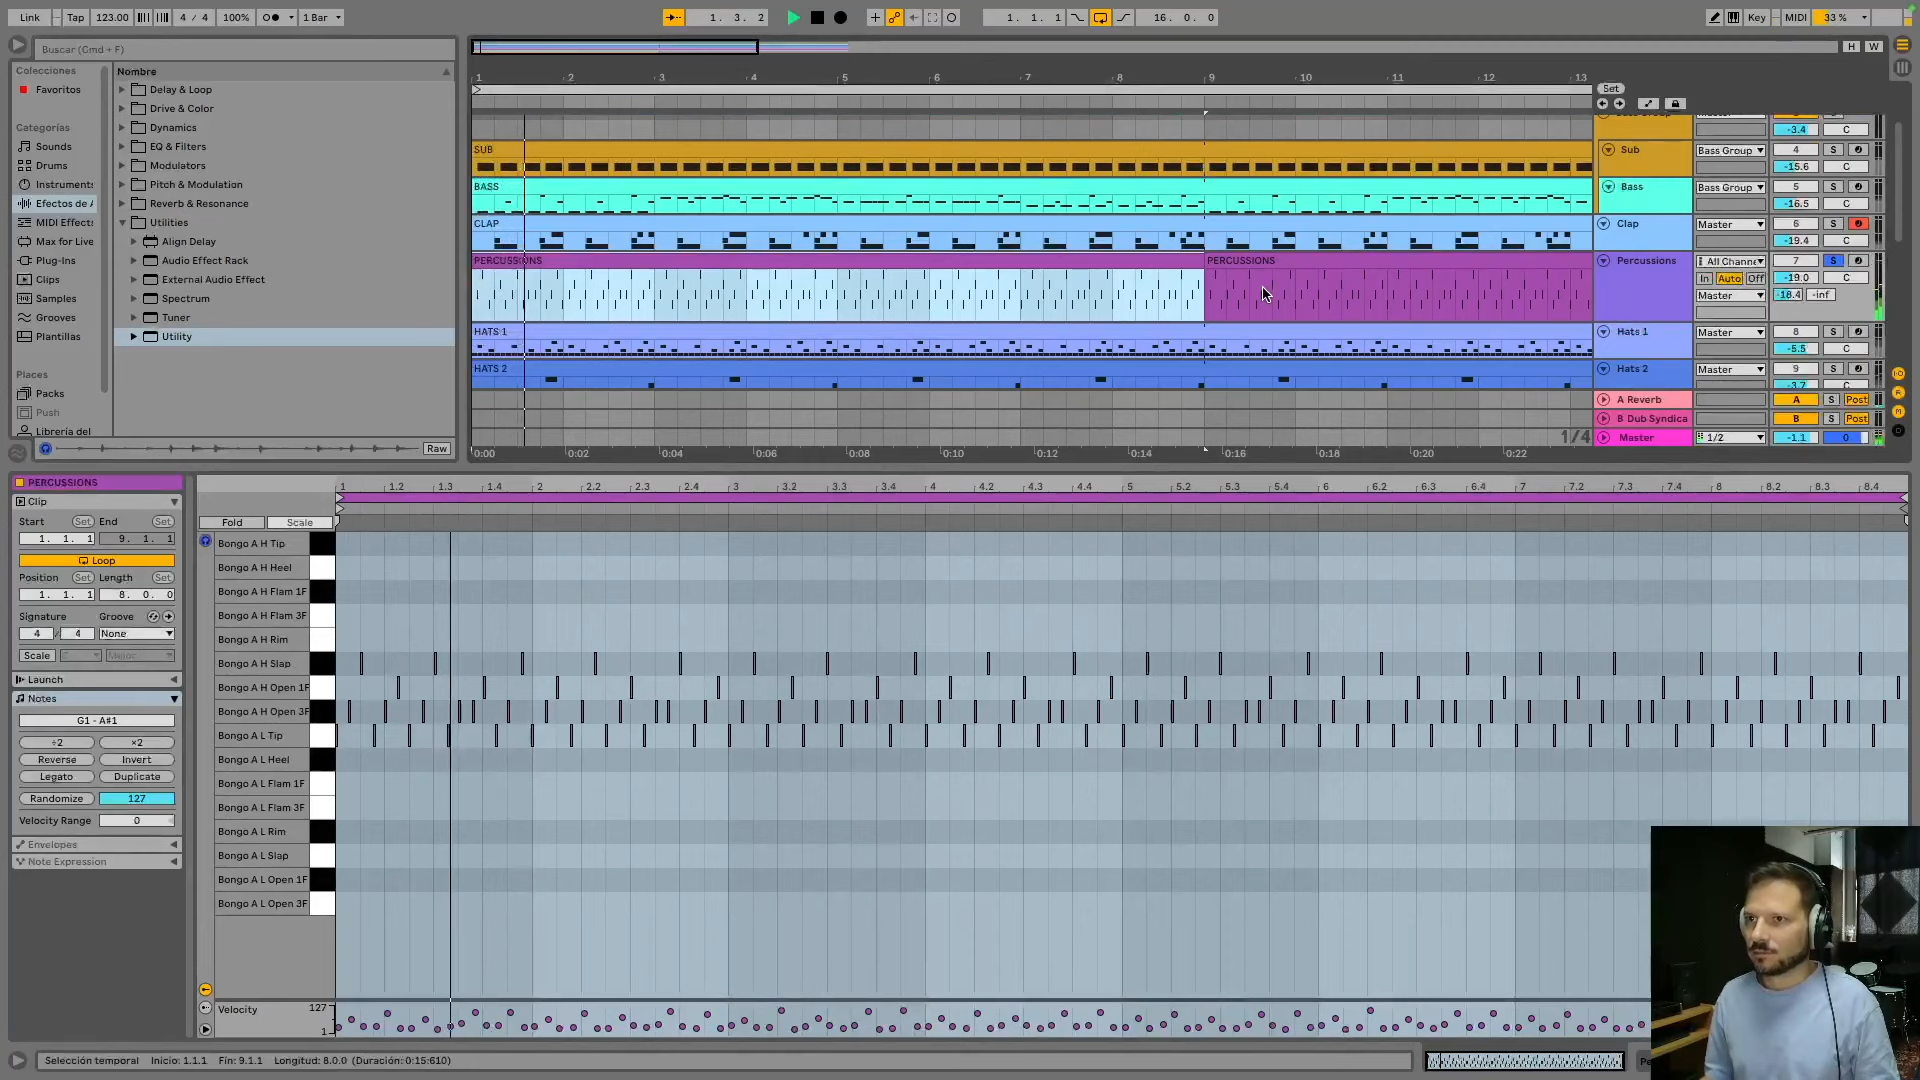 Link Tap 123.00 4 / 4 100% 1 Bar 1. 3. 2 1. 1. 1 16. 0. 0 Key MIDI 33 %
Buscar (Cmd + F)
H W
Colecciones
Favoritos
Categorías
Sounds
Drums
Instruments
Efectos de A
MIDI Effect
Max for Live
Plug-Ins
Clips
Samples
Grooves
Plantillas
Places
Packs
Push
Librería del
Nombre
Delay & Loop
Drive & Color
Dynamics
EQ & Filters
Modulators
Pitch & Modulation
Reverb & Resonance
Utilities
Align Delay
Audio Effect Rack
External Audio Effect
Spectrum
Tuner
Utility
Raw
1 2 3 4 5 6 7 8 9 10 11 12 13
Set
-3.4 C
SUB
Sub Bass Group 4 S
-15.6 C
BASS
Bass Bass Group 5 S
-16.5 C
CLAP
Clap Master 6 S
-19.4 C
PERCUSSIONS PERCUSSIONS
Percussions All Channe 7 S
In Auto Off -19.0 C
Master -18.4 -inf
HATS 1
Hats 1 Master 8 S
-5.5 C
HATS 2
Hats 2 Master 9 S
-3.7 C
A Reverb A S Post
B Dub Syndica B S Post
1/4 Master 1/2 -1.1 0
0:00 0:02 0:04 0:06 0:08 0:10 0:12 0:14 0:16 0:18 0:20 0:22
PERCUSSIONS
Clip
Start Set End Set
1. 1. 1 9. 1. 1
Loop
Position Set Length Set
1. 1. 1 8. 0. 0
Signature Groove
4 / 4 None
Scale
Launch
Notes
G1 - A#1
÷2 ×2
Reverse Invert
Legato Duplicate
Randomize 127
Velocity Range 0
Envelopes
Note Expression
1 1.2 1.3 1.4 2 2.2 2.3 2.4 3 3.2 3.3 3.4 4 4.2 4.3 4.4 5 5.2 5.3 5.4 6 6.2 6.3 6.4 7 7.2 7.3 7.4 8 8.2 8.3 8.4
Fold Scale
Bongo A H Tip
Bongo A H Heel
Bongo A H Flam 1F
Bongo A H Flam 3F
Bongo A H Rim
Bongo A H Slap
Bongo A H Open 1F
Bongo A H Open 3F
Bongo A L Tip
Bongo A L Heel
Bongo A L Flam 1F
Bongo A L Flam 3F
Bongo A L Rim
Bongo A L Slap
Bongo A L Open 1F
Bongo A L Open 3F
Velocity 127
1
Selección temporal Inicio: 1.1.1 Fin: 9.1.1 Longitud: 8.0.0 (Duración: 0:15:610)